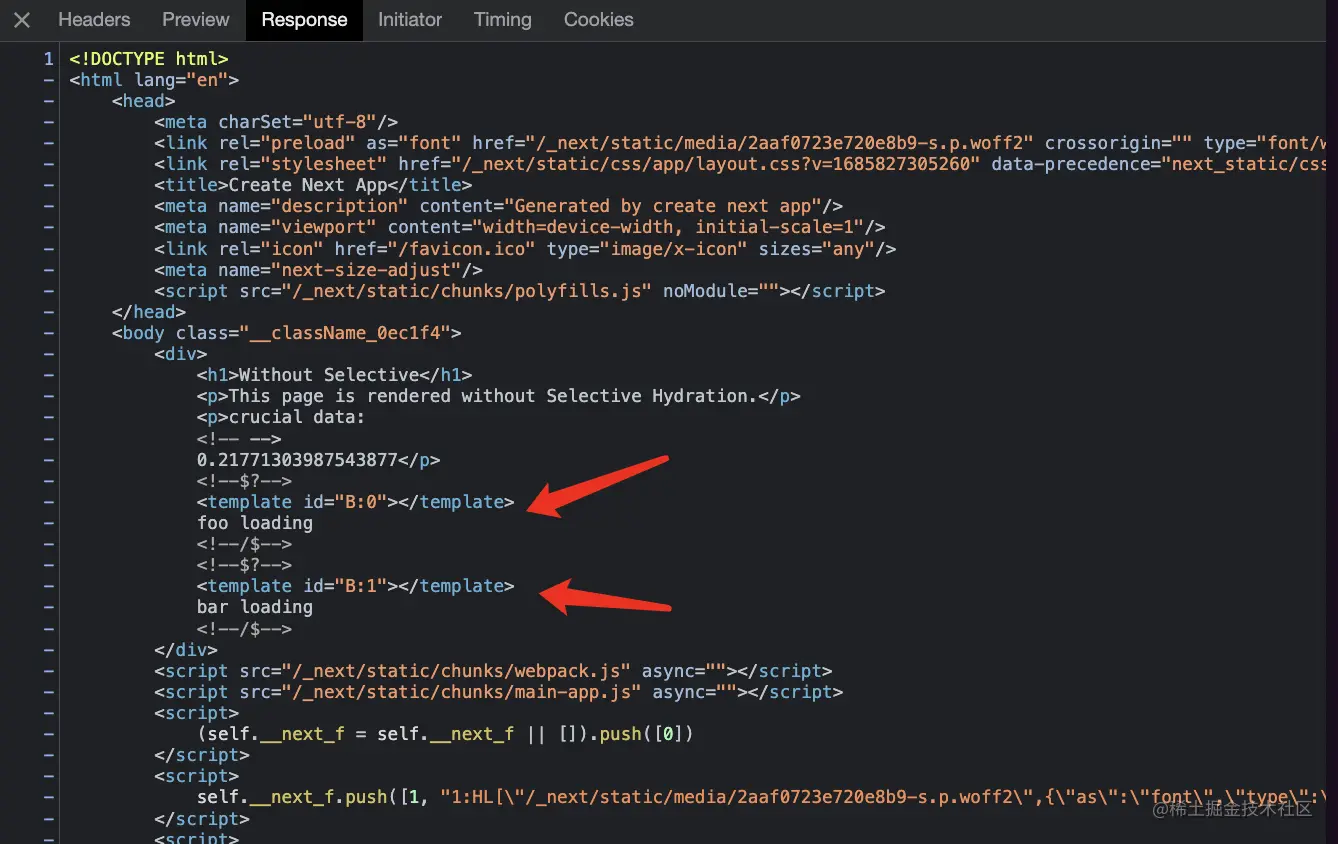 Headers Preview Response Initiator Timing Cookies
1 <!DOCTYPE html>
- <html lang="en">
-     <head>
-         <meta charSet="utf-8"/>
-         <link rel="preload" as="font" href="/_next/static/media/2aaf0723e720e8b9-s.p.woff2" crossorigin="" type="font/w
-         <link rel="stylesheet" href="/_next/static/css/app/layout.css?v=1685827305260" data-precedence="next_static/css
-         <title>Create Next App</title>
-         <meta name="description" content="Generated by create next app"/>
-         <meta name="viewport" content="width=device-width, initial-scale=1"/>
-         <link rel="icon" href="/favicon.ico" type="image/x-icon" sizes="any"/>
-         <meta name="next-size-adjust"/>
-         <script src="/_next/static/chunks/polyfills.js" noModule=""></script>
-     </head>
-     <body class="__className_0ec1f4">
-         <div>
-             <h1>Without Selective</h1>
-             <p>This page is rendered without Selective Hydration.</p>
-             <p>crucial data:
-             <!-- -->
-             0.21771303987543877</p>
-             <!--$?-->
-             <template id="B:0"></template>
-             foo loading
-             <!--/$-->
-             <!--$?-->
-             <template id="B:1"></template>
-             bar loading
-             <!--/$-->
-         </div>
-         <script src="/_next/static/chunks/webpack.js" async=""></script>
-         <script src="/_next/static/chunks/main-app.js" async=""></script>
-         <script>
-             (self.__next_f = self.__next_f || []).push([0])
-         </script>
-         <script>
-             self.__next_f.push([1, "1:HL[\"/_next/static/media/2aaf0723e720e8b9-s.p.woff2\",{\"as\":\"font\",\"type\":\
-         </script>
-         <script>
@稀土掘金技术社区